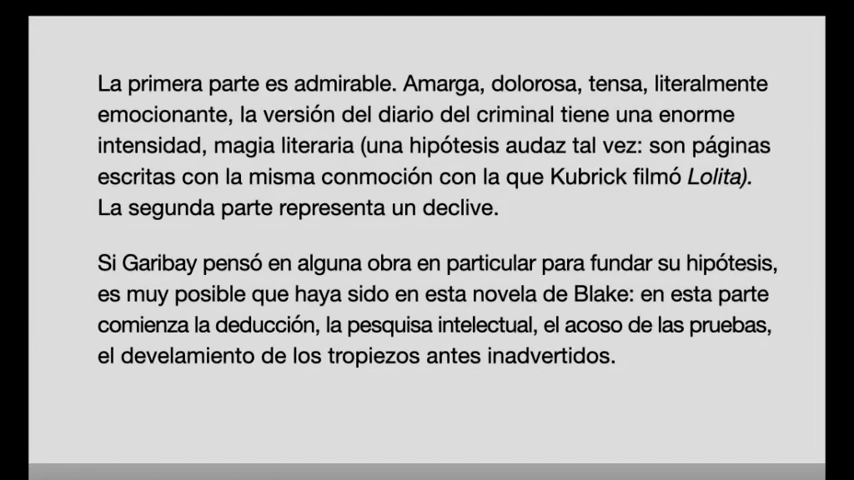 La primera parte es admirable. Amarga, dolorosa, tensa, literalmente
emocionante, la versión del diario del criminal tiene una enorme
intensidad, magia literaria (una hipótesis audaz tal vez: son páginas
escritas con la misma conmoción con la que Kubrick filmó Lolita).
La segunda parte representa un declive.
Si Garibay pensó en alguna obra en particular para fundar su hipótesis,
es muy posible que haya sido en esta novela de Blake: en esta parte
comienza la deducción, la pesquisa intelectual, el acoso de las pruebas,
el develamiento de los tropiezos antes inadvertidos.